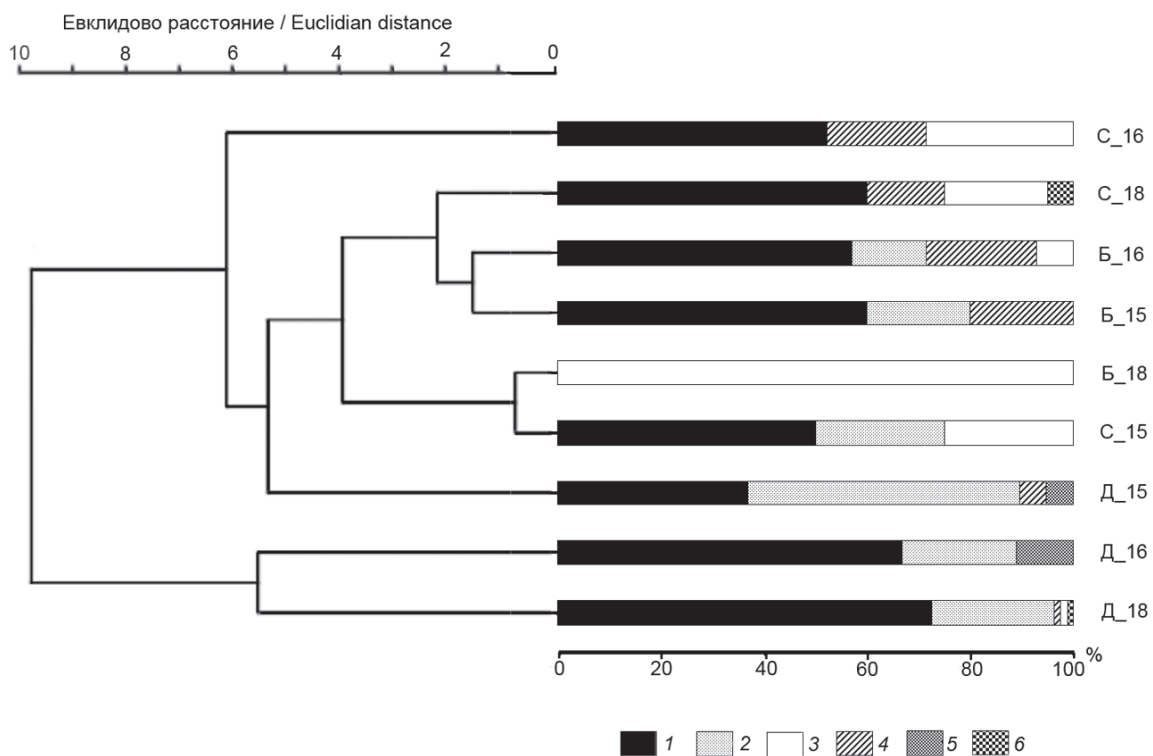 Евклидово расстояние / Euclidian distance
10 8 6 4 2 0
С_16
С_18
Б_16
Б_15
Б_18
С_15
Д_15
Д_16
Д_18
0 20 40 60 80 100 %
1 2 3 4 5 6